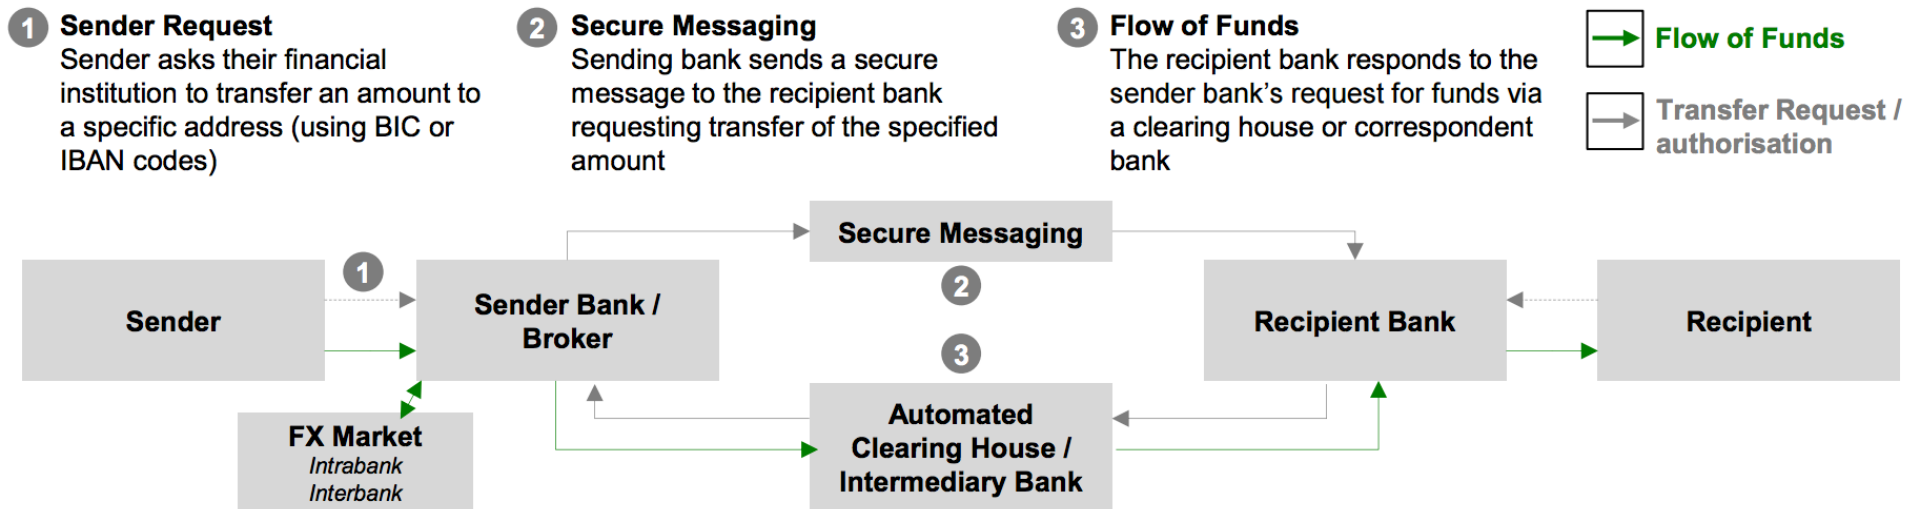 1 Sender Request
Sender asks their financial
institution to transfer an amount to
a specific address (using BIC or
IBAN codes)
2 Secure Messaging
Sending bank sends a secure
message to the recipient bank
requesting transfer of the specified
amount
3 Flow of Funds
The recipient bank responds to the
sender bank’s request for funds via
a clearing house or correspondent
bank
Flow of Funds
Transfer Request /
authorisation
Sender
1
Sender Bank /
Broker
FX Market
Intrabank
Interbank
Secure Messaging
2
3
Automated
Clearing House /
Intermediary Bank
Recipient Bank
Recipient